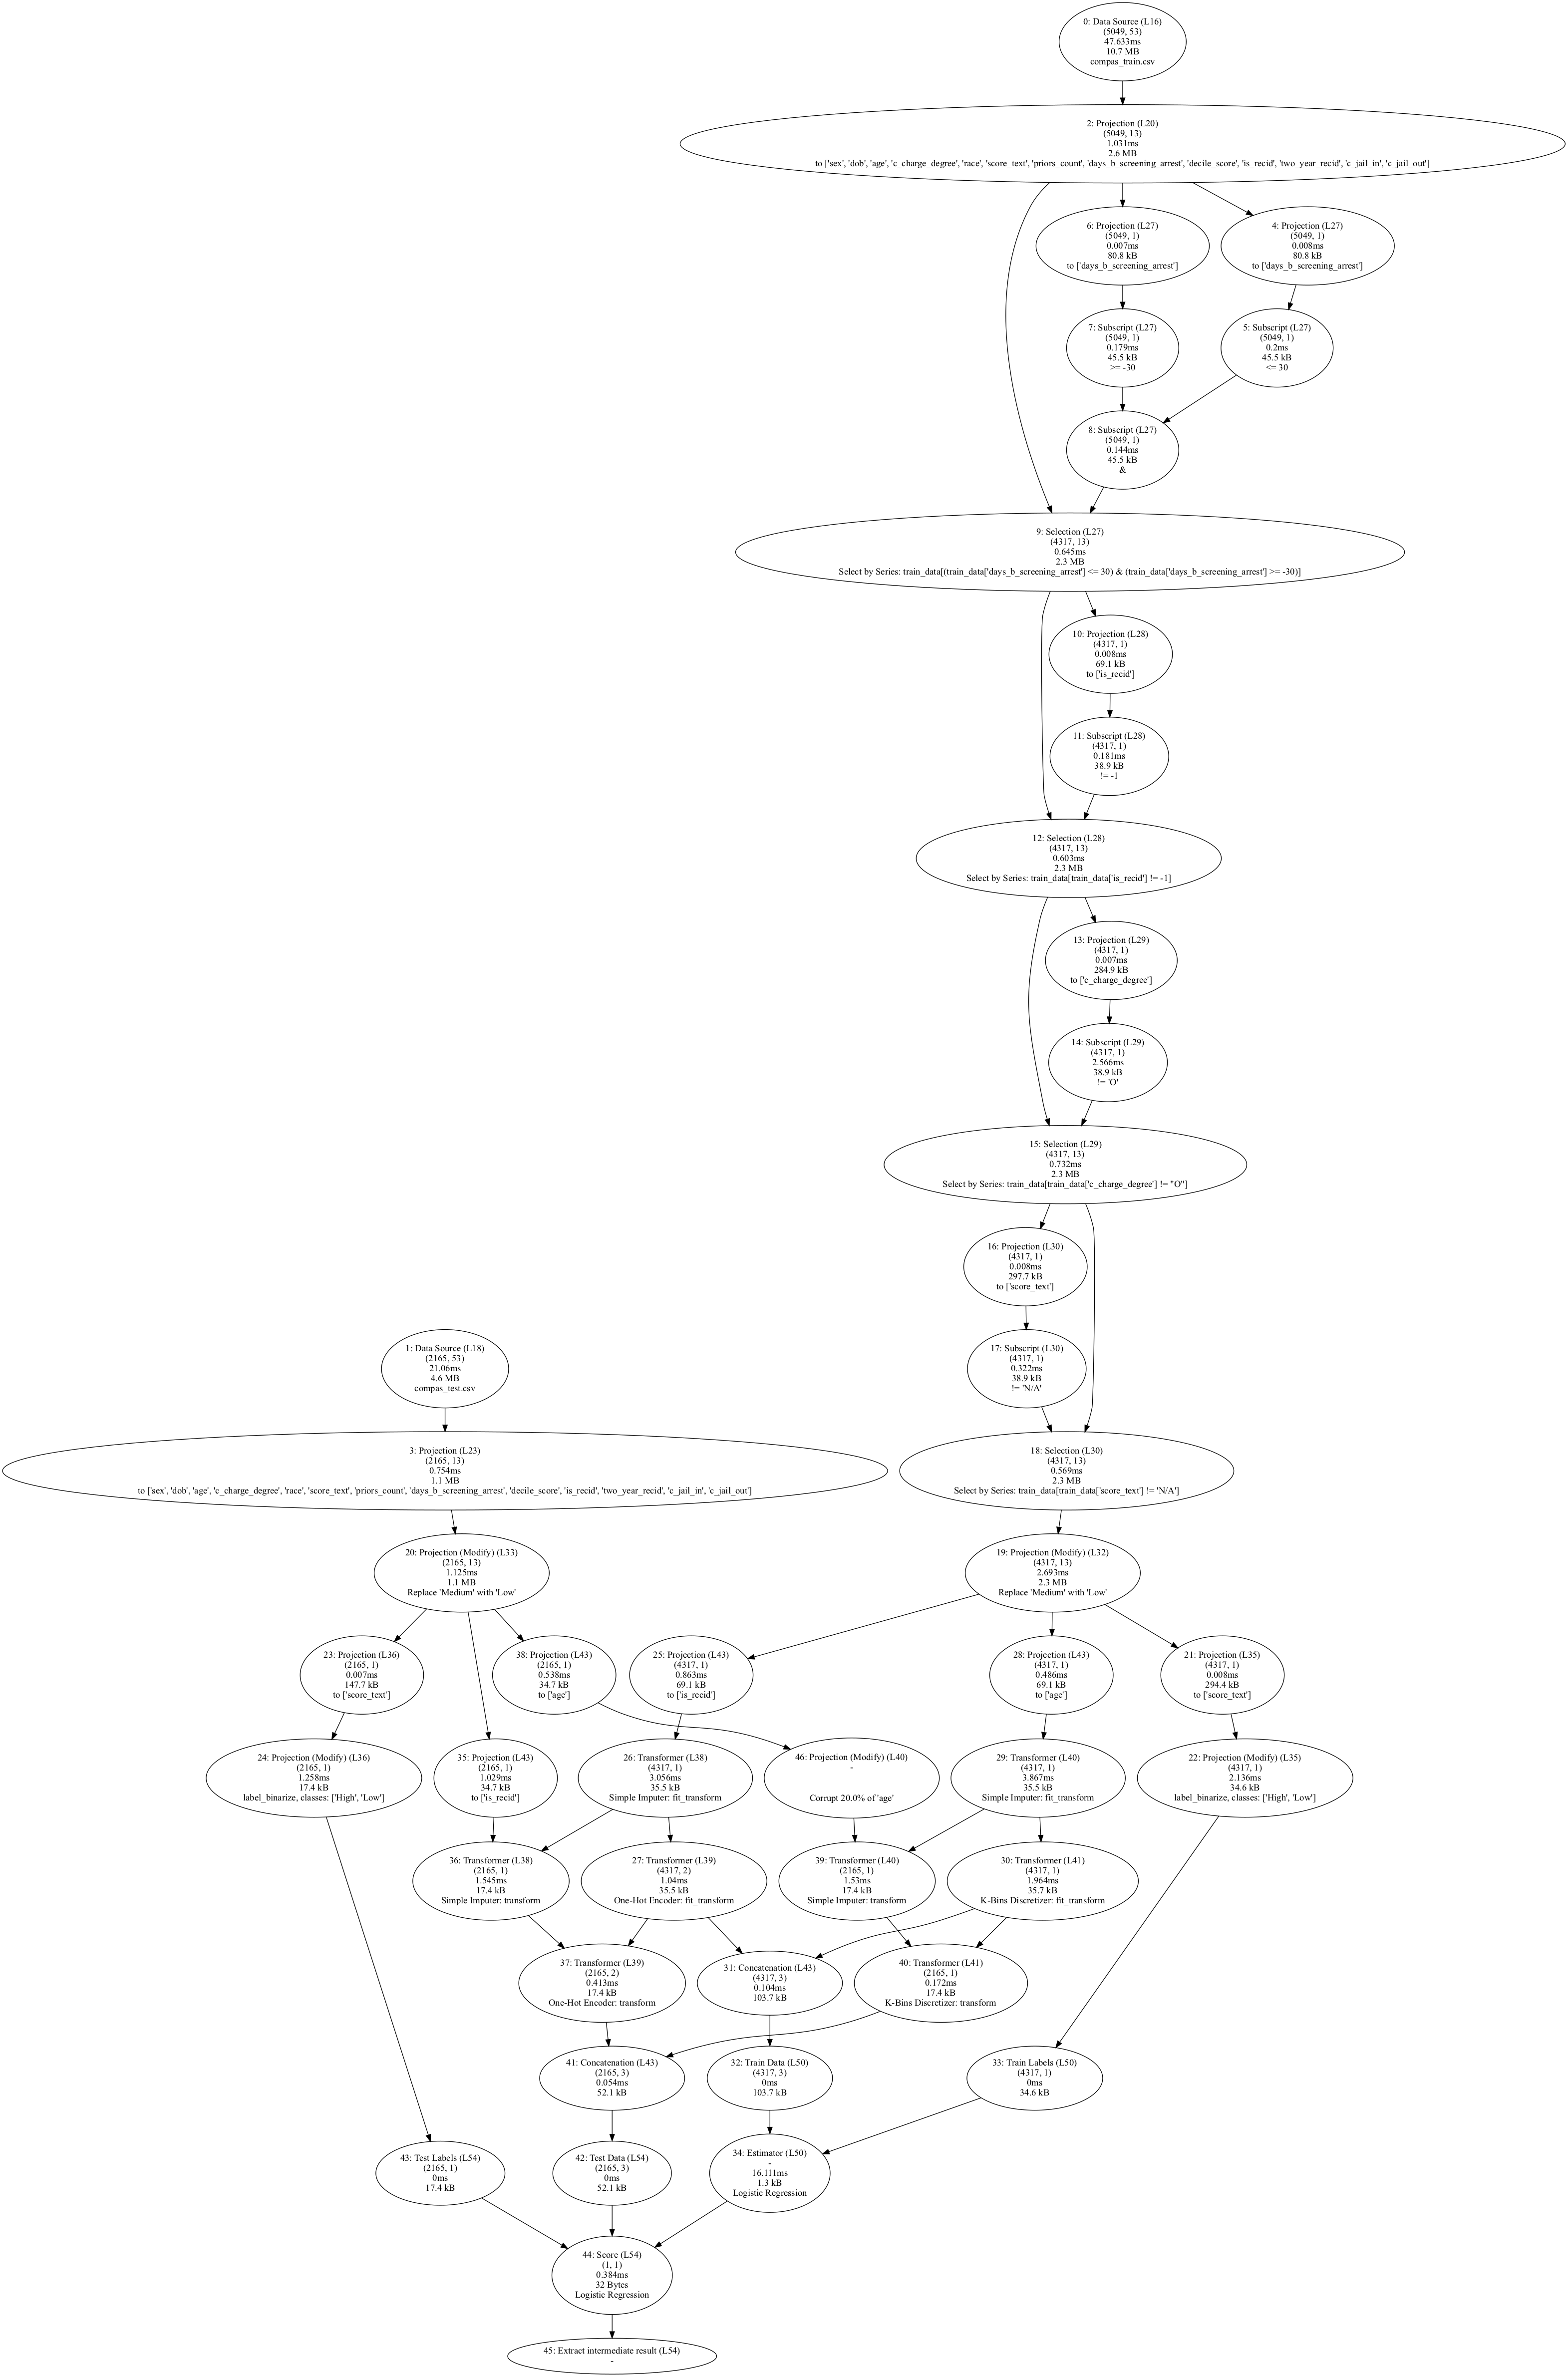 0: Data Source (L16)
(5049, 53)
47.633ms
10.7 MB
compas_train.csv
2: Projection (L20)
(5049, 13)
1.031ms
2.6 MB
to ['sex', 'dob', 'age', 'c_charge_degree', 'race', 'score_text', 'priors_count', 'days_b_screening_arrest', 'decile_score', 'is_recid', 'two_year_recid', 'c_jail_in', 'c_jail_out']
6: Projection (L27)
(5049, 1)
0.007ms
80.8 kB
to ['days_b_screening_arrest']
4: Projection (L27)
(5049, 1)
0.008ms
80.8 kB
to ['days_b_screening_arrest']
7: Subscript (L27)
(5049, 1)
0.179ms
45.5 kB
>= -30
5: Subscript (L27)
(5049, 1)
0.2ms
45.5 kB
<= 30
8: Subscript (L27)
(5049, 1)
0.144ms
45.5 kB
&
9: Selection (L27)
(4317, 13)
0.645ms
2.3 MB
Select by Series: train_data[(train_data['days_b_screening_arrest'] <= 30) & (train_data['days_b_screening_arrest'] >= -30)]
10: Projection (L28)
(4317, 1)
0.008ms
69.1 kB
to ['is_recid']
11: Subscript (L28)
(4317, 1)
0.181ms
38.9 kB
!= -1
12: Selection (L28)
(4317, 13)
0.603ms
2.3 MB
Select by Series: train_data[train_data['is_recid'] != -1]
13: Projection (L29)
(4317, 1)
0.007ms
284.9 kB
to ['c_charge_degree']
14: Subscript (L29)
(4317, 1)
2.566ms
38.9 kB
!= 'O'
15: Selection (L29)
(4317, 13)
0.732ms
2.3 MB
Select by Series: train_data[train_data['c_charge_degree'] != "O"]
16: Projection (L30)
(4317, 1)
0.008ms
297.7 kB
to ['score_text']
1: Data Source (L18)
(2165, 53)
21.06ms
4.6 MB
compas_test.csv
17: Subscript (L30)
(4317, 1)
0.322ms
38.9 kB
!= 'N/A'
3: Projection (L23)
(2165, 13)
0.754ms
1.1 MB
to ['sex', 'dob', 'age', 'c_charge_degree', 'race', 'score_text', 'priors_count', 'days_b_screening_arrest', 'decile_score', 'is_recid', 'two_year_recid', 'c_jail_in', 'c_jail_out']
18: Selection (L30)
(4317, 13)
0.569ms
2.3 MB
Select by Series: train_data[train_data['score_text'] != 'N/A']
20: Projection (Modify) (L33)
(2165, 13)
1.125ms
1.1 MB
Replace 'Medium' with 'Low'
19: Projection (Modify) (L32)
(4317, 13)
2.693ms
2.3 MB
Replace 'Medium' with 'Low'
23: Projection (L36)
(2165, 1)
0.007ms
147.7 kB
to ['score_text']
38: Projection (L43)
(2165, 1)
0.538ms
34.7 kB
to ['age']
25: Projection (L43)
(4317, 1)
0.863ms
69.1 kB
to ['is_recid']
28: Projection (L43)
(4317, 1)
0.486ms
69.1 kB
to ['age']
21: Projection (L35)
(4317, 1)
0.008ms
294.4 kB
to ['score_text']
24: Projection (Modify) (L36)
(2165, 1)
1.258ms
17.4 kB
label_binarize, classes: ['High', 'Low']
35: Projection (L43)
(2165, 1)
1.029ms
34.7 kB
to ['is_recid']
26: Transformer (L38)
(4317, 1)
3.056ms
35.5 kB
Simple Imputer: fit_transform
46: Projection (Modify) (L40)
-
Corrupt 20.0% of 'age'
29: Transformer (L40)
(4317, 1)
3.867ms
35.5 kB
Simple Imputer: fit_transform
22: Projection (Modify) (L35)
(4317, 1)
2.136ms
34.6 kB
label_binarize, classes: ['High', 'Low']
36: Transformer (L38)
(2165, 1)
1.545ms
17.4 kB
Simple Imputer: transform
27: Transformer (L39)
(4317, 2)
1.04ms
35.5 kB
One-Hot Encoder: fit_transform
39: Transformer (L40)
(2165, 1)
1.53ms
17.4 kB
Simple Imputer: transform
30: Transformer (L41)
(4317, 1)
1.964ms
35.7 kB
K-Bins Discretizer: fit_transform
37: Transformer (L39)
(2165, 2)
0.413ms
17.4 kB
One-Hot Encoder: transform
31: Concatenation (L43)
(4317, 3)
0.104ms
103.7 kB
40: Transformer (L41)
(2165, 1)
0.172ms
17.4 kB
K-Bins Discretizer: transform
41: Concatenation (L43)
(2165, 3)
0.054ms
52.1 kB
32: Train Data (L50)
(4317, 3)
0ms
103.7 kB
33: Train Labels (L50)
(4317, 1)
0ms
34.6 kB
43: Test Labels (L54)
(2165, 1)
0ms
17.4 kB
42: Test Data (L54)
(2165, 3)
0ms
52.1 kB
34: Estimator (L50)
-
16.111ms
1.3 kB
Logistic Regression
44: Score (L54)
(1, 1)
0.384ms
32 Bytes
Logistic Regression
45: Extract intermediate result (L54)
-